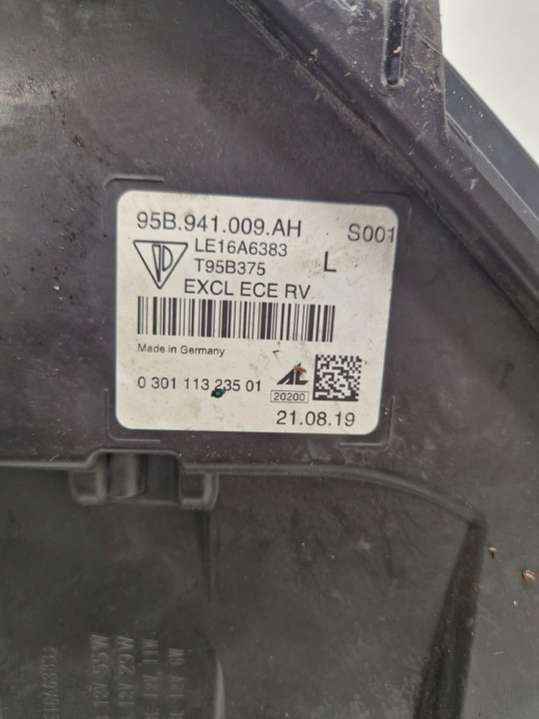 95B.941.009.AH S001
LE16A6383
T95B375 L
EXCL ECE RV
Made in Germany
0 301 113 235 01 AL
20200
21.08.19